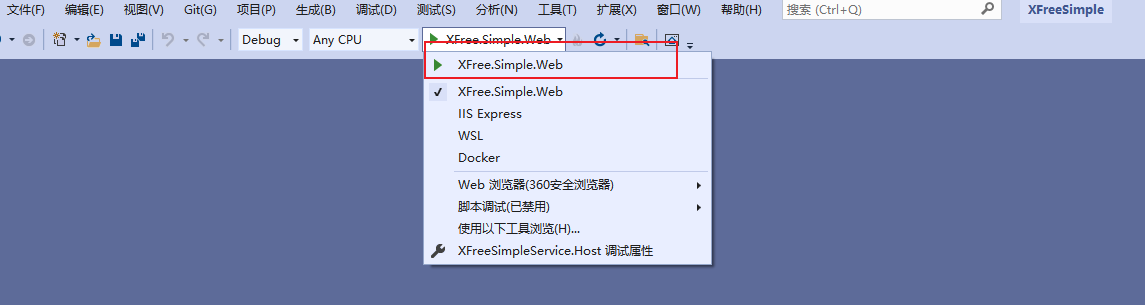 文件(F) 编辑(E) 视图(V) Git(G) 项目(P) 生成(B) 调试(D) 测试(S) 分析(N) 工具(T) 扩展(X) 窗口(W) 帮助(H) 搜索 (Ctrl+Q) XFreeSimple
Debug Any CPU XFree.Simple.Web
XFree.Simple.Web
XFree.Simple.Web
IIS Express
WSL
Docker
Web 浏览器(360安全浏览器)
脚本调试(已禁用)
使用以下工具浏览(H)...
XFreeSimpleService.Host 调试属性